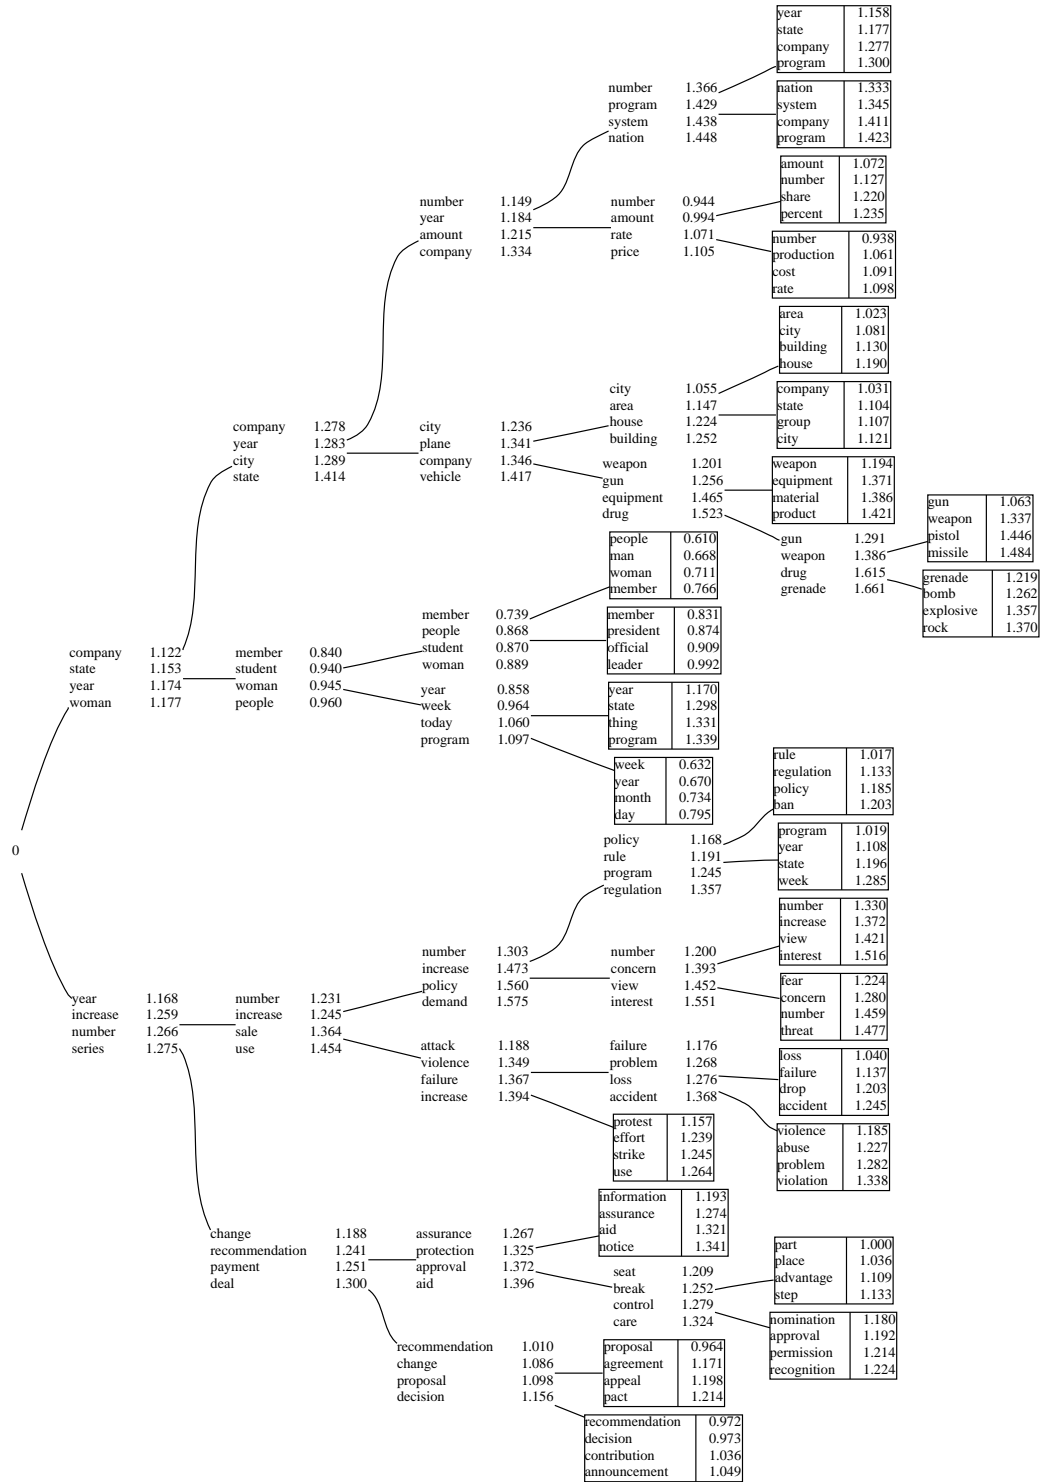 year 1.158
state 1.177
company 1.277
program 1.300
number 1.366
program 1.429
system 1.438
nation 1.448
nation 1.333
system 1.345
company 1.411
program 1.423
amount 1.072
number 1.127
share 1.220
percent 1.235
number 1.149
year 1.184
amount 1.215
company 1.334
number 0.944
amount 0.994
rate 1.071
price 1.105
number 0.938
production 1.061
cost 1.091
rate 1.098
area 1.023
city 1.081
building 1.130
house 1.190
city 1.055
area 1.147
house 1.224
building 1.252
company 1.031
state 1.104
group 1.107
city 1.121
company 1.278
year 1.283
city 1.289
state 1.414
city 1.236
plane 1.341
company 1.346
vehicle 1.417
weapon 1.201
gun 1.256
equipment 1.465
drug 1.523
weapon 1.194
equipment 1.371
material 1.386
product 1.421
gun 1.063
weapon 1.337
pistol 1.446
missile 1.484
gun 1.291
weapon 1.386
drug 1.615
grenade 1.661
grenade 1.219
bomb 1.262
explosive 1.357
rock 1.370
people 0.610
man 0.668
woman 0.711
member 0.766
member 0.739
people 0.868
student 0.870
woman 0.889
member 0.831
president 0.874
official 0.909
leader 0.992
company 1.122
state 1.153
year 1.174
woman 1.177
member 0.840
student 0.940
woman 0.945
people 0.960
year 0.858
week 0.964
today 1.060
program 1.097
year 1.170
state 1.298
thing 1.331
program 1.339
week 0.632
year 0.670
month 0.734
day 0.795
rule 1.017
regulation 1.133
policy 1.185
ban 1.203
0
policy 1.168
rule 1.191
program 1.245
regulation 1.357
program 1.019
year 1.108
state 1.196
week 1.285
number 1.330
increase 1.372
view 1.421
interest 1.516
number 1.303
increase 1.473
policy 1.560
demand 1.575
number 1.200
concern 1.393
view 1.452
interest 1.551
fear 1.224
concern 1.280
number 1.459
threat 1.477
year 1.168
increase 1.259
number 1.266
series 1.275
number 1.231
increase 1.245
sale 1.364
use 1.454
attack 1.188
violence 1.349
failure 1.367
increase 1.394
failure 1.176
problem 1.268
loss 1.276
accident 1.368
loss 1.040
failure 1.137
drop 1.203
accident 1.245
protest 1.157
effort 1.239
strike 1.245
use 1.264
violence 1.185
abuse 1.227
problem 1.282
violation 1.338
information 1.193
assurance 1.274
aid 1.321
notice 1.341
change 1.188
recommendation 1.241
payment 1.251
deal 1.300
assurance 1.267
protection 1.325
approval 1.372
aid 1.396
seat 1.209
break 1.252
control 1.279
care 1.324
part 1.000
place 1.036
advantage 1.109
step 1.133
nomination 1.180
approval 1.192
permission 1.214
recognition 1.224
recommendation 1.010
change 1.086
proposal 1.098
decision 1.156
proposal 0.964
agreement 1.171
appeal 1.198
pact 1.214
recommendation 0.972
decision 0.973
contribution 1.036
announcement 1.049